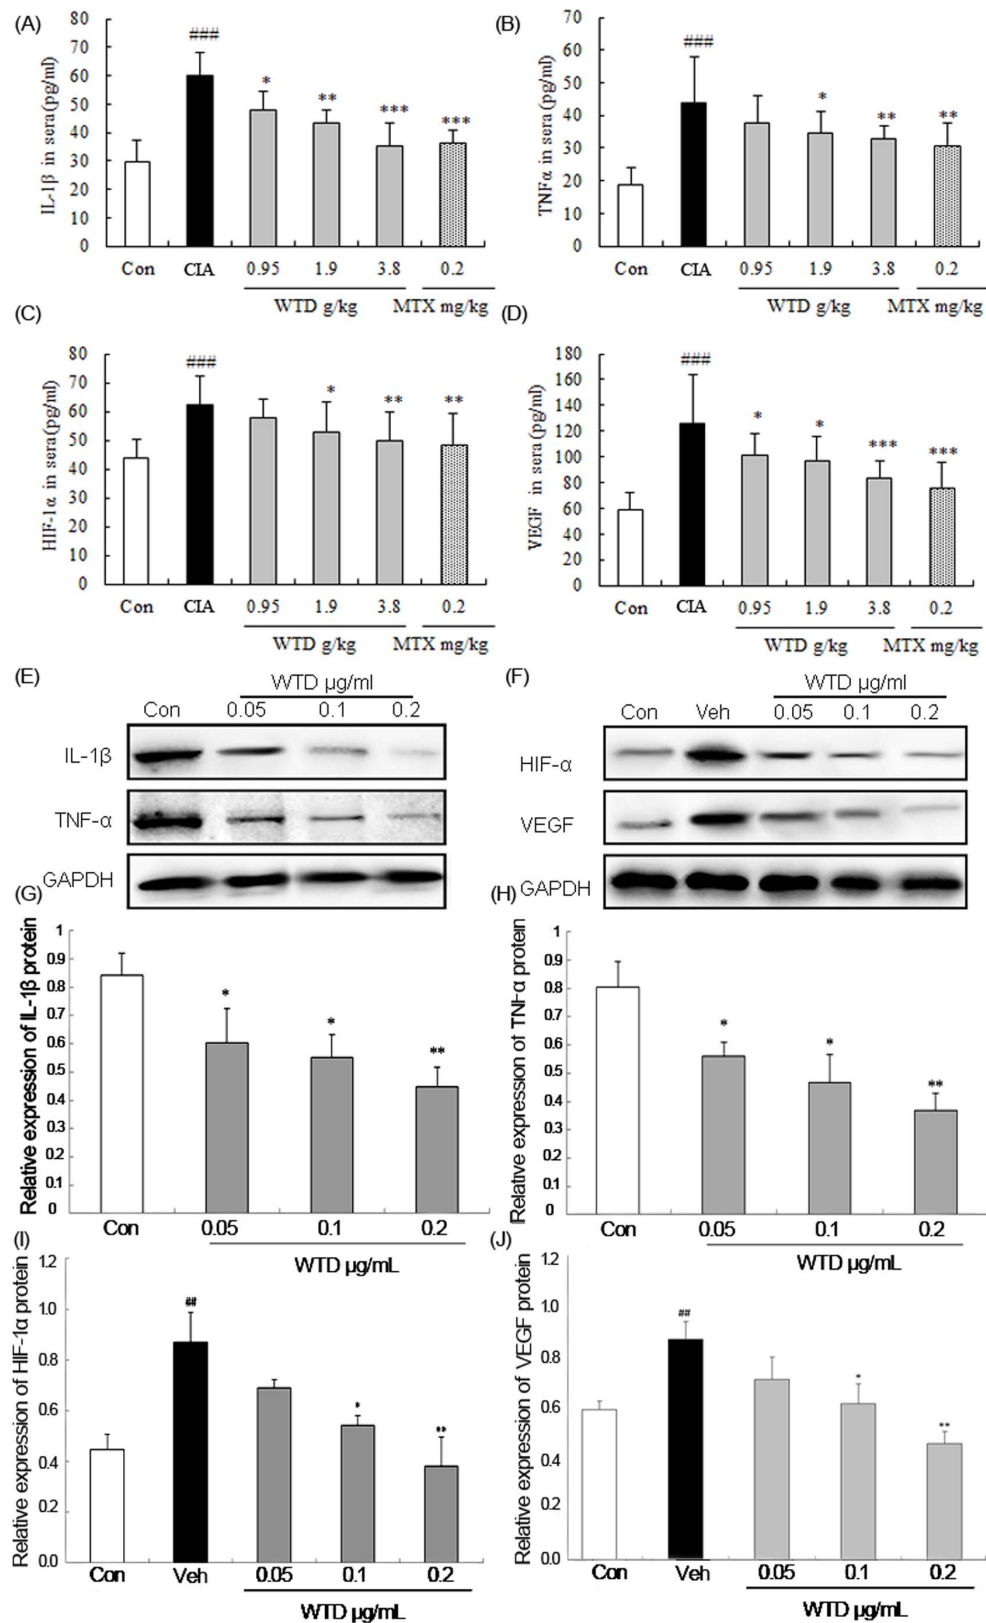 (A)
IL-1β in sera(pg/ml)
80
70
60
50
40
30
20
10
0
###
*
**
***
***
Con CIA 0.95 1.9 3.8 0.2
WTD g/kg MTX mg/kg
(B)
TNFα in sera(pg/ml)
70
60
50
40
30
20
10
0
###
*
**
**
Con CIA 0.95 1.9 3.8 0.2
WTD g/kg MTX mg/kg
(C)
HIF-1α in sera(pg/ml)
80
70
60
50
40
30
20
10
0
###
*
**
**
Con CIA 0.95 1.9 3.8 0.2
WTD g/kg MTX mg/kg
(D)
VEGF in sera(pg/ml)
180
160
140
120
100
80
60
40
20
0
###
*
*
***
***
Con CIA 0.95 1.9 3.8 0.2
WTD g/kg MTX mg/kg
(E)
WTD µg/ml
Con 0.05 0.1 0.2
IL-1β
TNF-α
GAPDH
(F)
WTD µg/ml
Con Veh 0.05 0.1 0.2
HIF-α
VEGF
GAPDH
(G)
Relative expression of IL-1β protein
1
0.9
0.8
0.7
0.6
0.5
0.4
0.3
0.2
0.1
0
*
*
**
Con 0.05 0.1 0.2
WTD µg/mL
(H)
Relative expression of TNFα protein
1
0.9
0.8
0.7
0.6
0.5
0.4
0.3
0.2
0.1
0
*
*
**
Con 0.05 0.1 0.2
WTD µg/mL
(I)
Relative expression of HIF-1α protein
1.2
1.0
0.8
0.6
0.4
0.2
0.0
##
*
**
Con Veh 0.05 0.1 0.2
WTD µg/mL
(J)
Relative expression of VEGF protein
1.2
1.0
0.8
0.6
0.4
0.2
0.0
##
*
**
Con Veh 0.05 0.1 0.2
WTD µg/mL